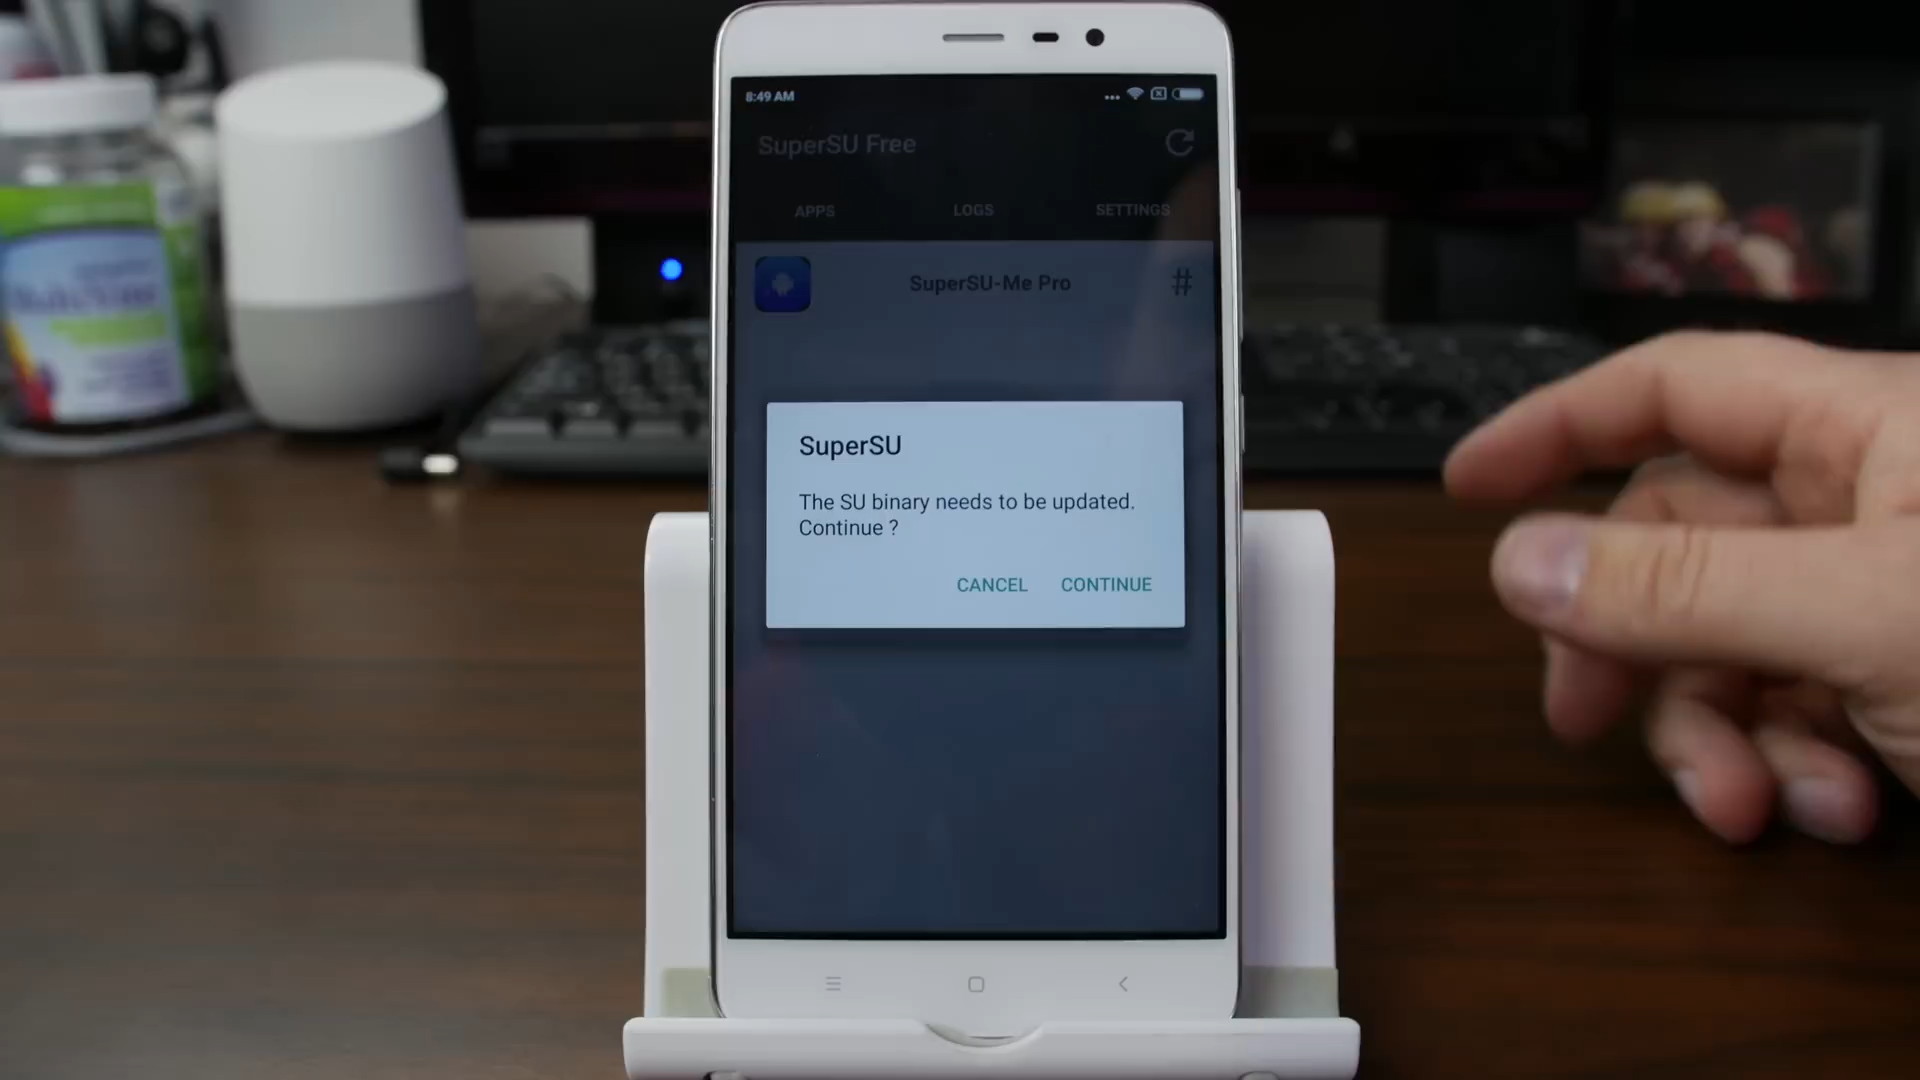 8:49 AM
SuperSU Free
APPS LOGS SETTINGS
SuperSU-Me Pro #
SuperSU
The SU binary needs to be updated.
Continue ?
CANCEL CONTINUE